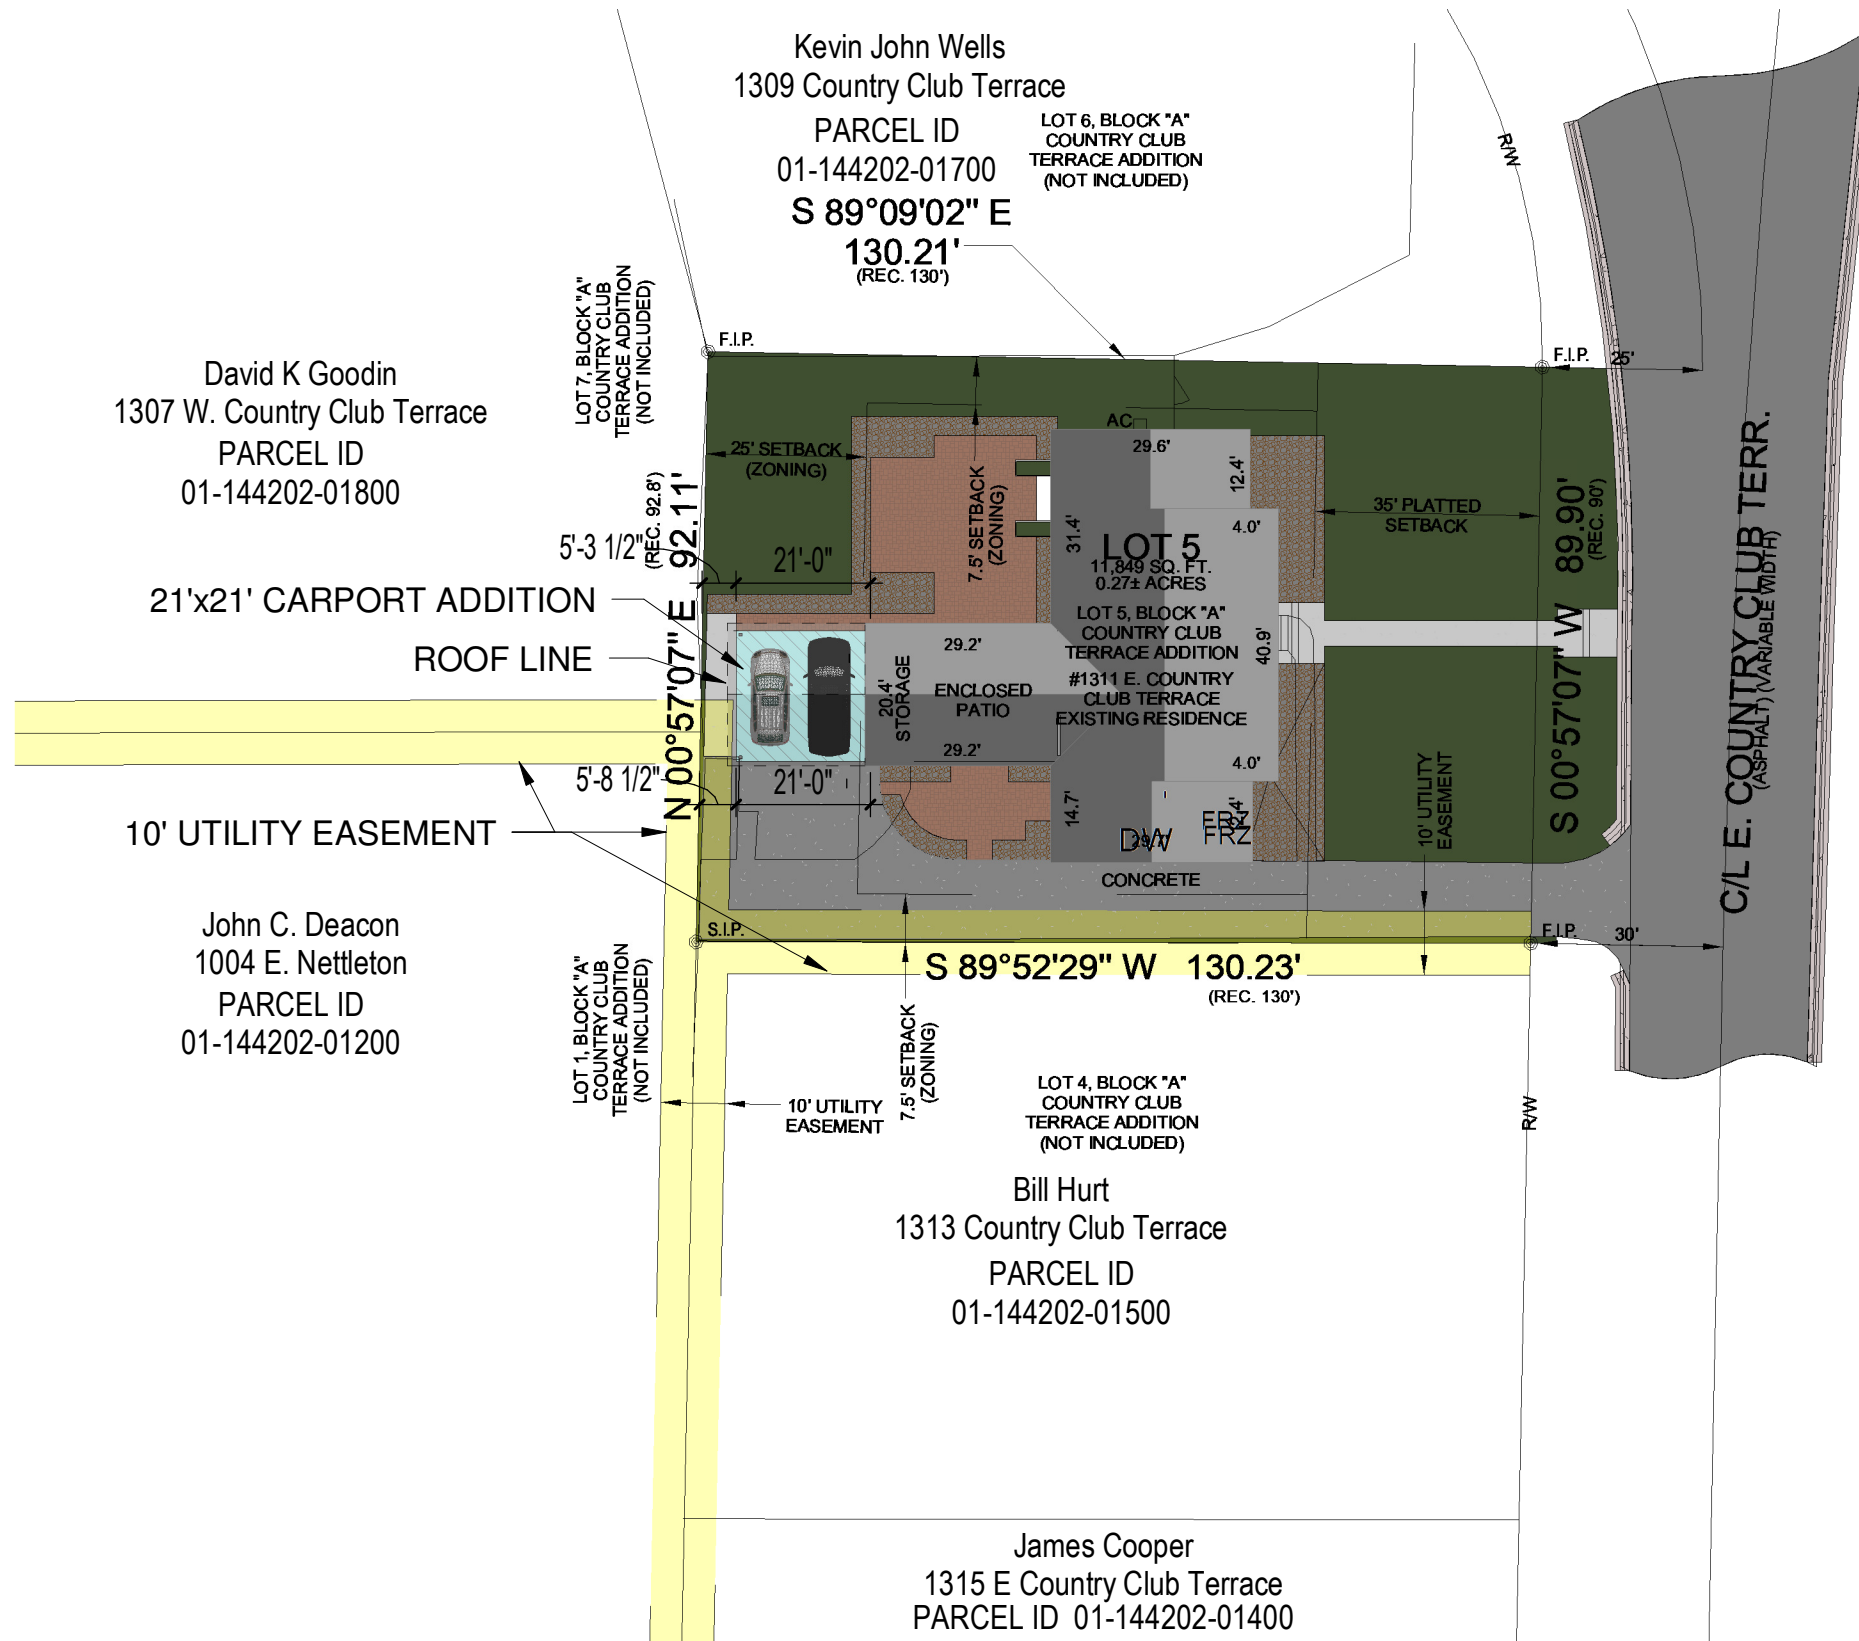 Kevin John Wells
1309 Country Club Terrace
PARCEL ID
01-144202-01700
LOT 6, BLOCK "A"
COUNTRY CLUB
TERRACE ADDITION
(NOT INCLUDED)
S 89°09'02" E
130.21'
(REC. 130')
R/W
LOT 7, BLOCK "A"
COUNTRY CLUB
TERRACE ADDITION
(NOT INCLUDED)
F.I.P.
F.I.P.
25'
David K Goodin
1307 W. Country Club Terrace
PARCEL ID
01-144202-01800
25' SETBACK
(ZONING)
7.5' SETBACK
(ZONING)
AC
29.6'
12.4'
4.0'
31.4'
35' PLATTED
SETBACK
N 00°57'07" E 92.11'
(REC. 92.8')
S 00°57'07" W 89.90'
(REC. 90')
C/L E. COUNTRY CLUB TERR.
(ASPHALT) (VARIABLE WIDTH)
5'-3 1/2"
21'-0"
LOT 5
11,849 SQ. FT.
0.27± ACRES
LOT 5, BLOCK "A"
COUNTRY CLUB
TERRACE ADDITION
#1311 E. COUNTRY
CLUB TERRACE
EXISTING RESIDENCE
40.9'
21'x21' CARPORT ADDITION
ROOF LINE
29.2'
20.4'
STORAGE
ENCLOSED
PATIO
29.2'
4.0'
5'-8 1/2"
21'-0"
14.7'
DW
29.7'
FRZ
FRZ
10' UTILITY
EASEMENT
10' UTILITY EASEMENT
CONCRETE
John C. Deacon
1004 E. Nettleton
PARCEL ID
01-144202-01200
S.I.P.
F.I.P.
30'
S 89°52'29" W 130.23'
(REC. 130')
LOT 1, BLOCK "A"
COUNTRY CLUB
TERRACE ADDITION
(NOT INCLUDED)
7.5' SETBACK
(ZONING)
10' UTILITY
EASEMENT
LOT 4, BLOCK "A"
COUNTRY CLUB
TERRACE ADDITION
(NOT INCLUDED)
R/W
Bill Hurt
1313 Country Club Terrace
PARCEL ID
01-144202-01500
James Cooper
1315 E Country Club Terrace
PARCEL ID 01-144202-01400